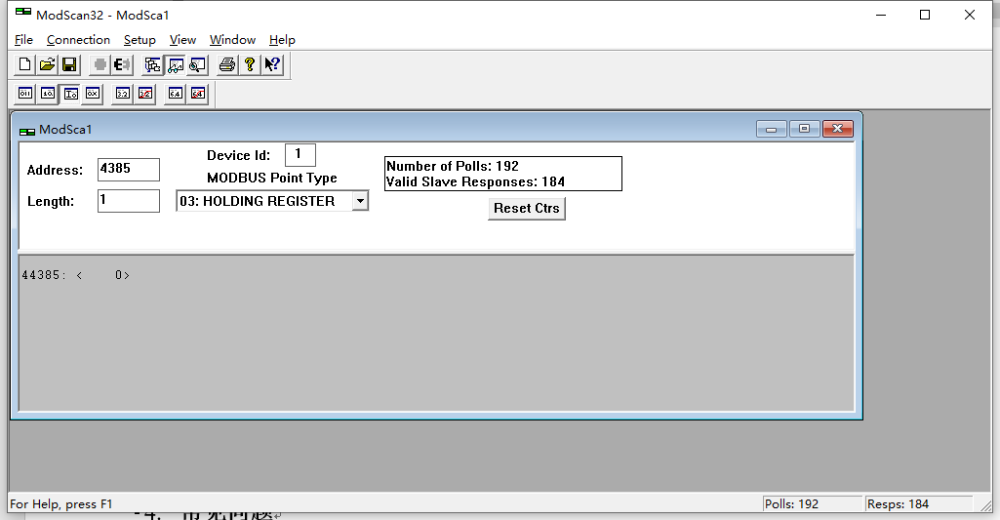 ModScan32 - ModSca1
File Connection Setup View Window Help
ModSca1
Address: 4385
Device Id: 1
MODBUS Point Type
Length: 1
03: HOLDING REGISTER
Number of Polls: 192
Valid Slave Responses: 184
Reset Ctrs
44385: < 0>
For Help, press F1
Polls: 192
Resps: 184